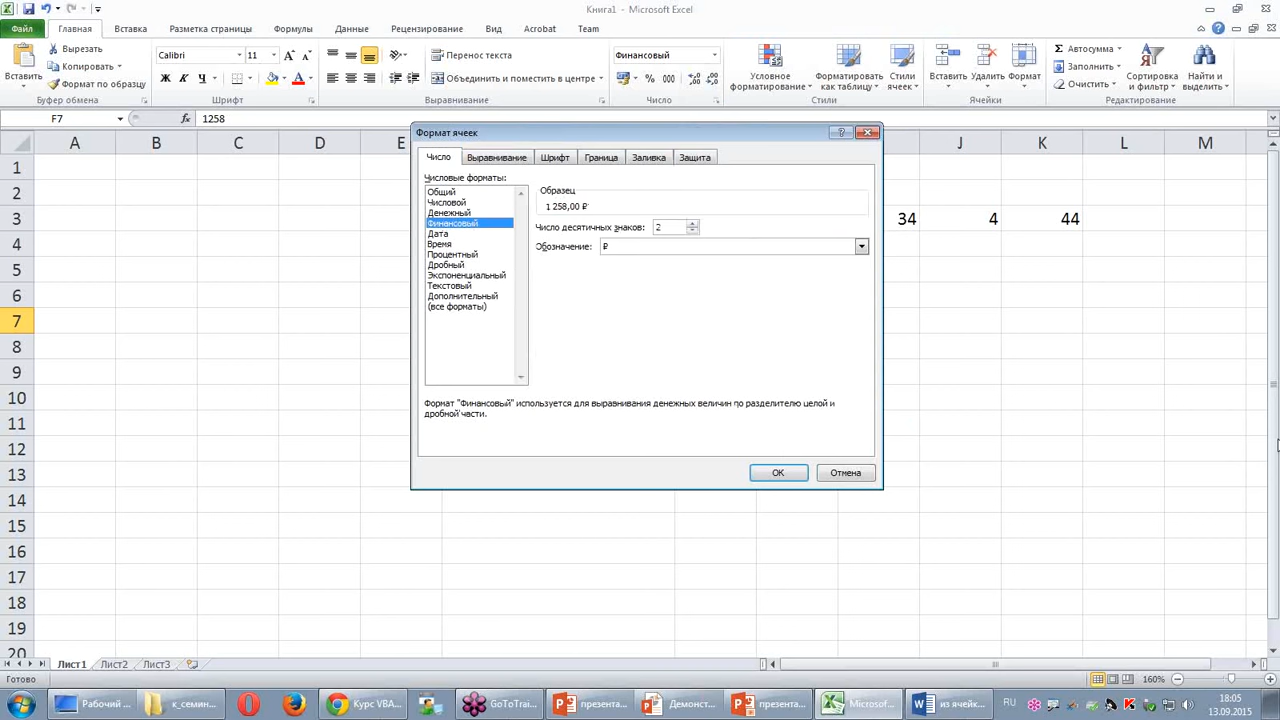 Книга1 - Microsoft Excel
Файл Главная Вставка Разметка страницы Формулы Данные Рецензирование Вид Acrobat Team
Вставить
Вырезать
Копировать
Формат по образцу
Буфер обмена
Calibri 11
Ж К Ч
Шрифт
Перенос текста
Объединить и поместить в центре
Выравнивание
Финансовый
% 000
Число
Условное форматирование
Форматировать как таблицу
Стили ячеек
Стили
Вставить Удалить Формат
Ячейки
Автосумма
Заполнить
Очистить
Сортировка и фильтр
Найти и выделить
Редактирование
F7 fx 1258
A B C D E J K L M
1
2
3 34 4 44
4
5
6
7
8
9
10
11
12
13
14
15
16
17
18
19
20
Формат ячеек
Число Выравнивание Шрифт Граница Заливка Защита
Числовые форматы:
Общий
Числовой
Денежный
Финансовый
Дата
Время
Процентный
Дробный
Экспоненциальный
Текстовый
Дополнительный
(все форматы)
Образец
1 258,00 ₽
Число десятичных знаков: 2
Обозначение: ₽
Формат "Финансовый" используется для выравнивания денежных величин по разделителю целой и
дробной части.
ОК Отмена
Лист1 Лист2 Лист3
Готово 160%
Рабочий ... к_семин... Курс VBA... GoToTrai... презента... Демонст... презента... Microsof... из ячейк... RU 18:05
13.09.2015